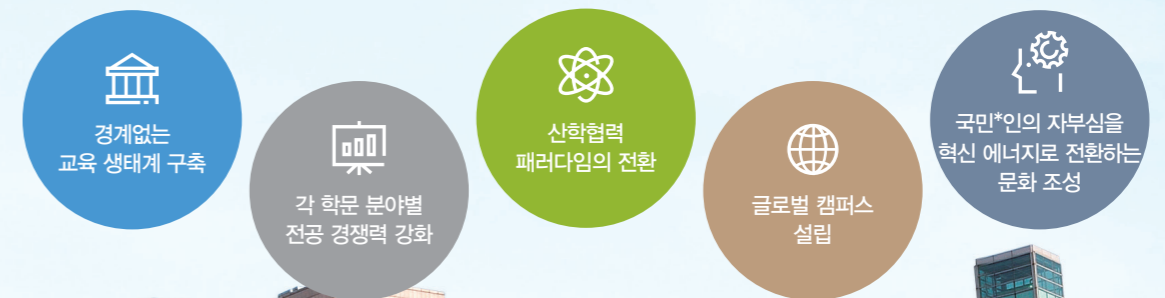 경계없는
교육 생태계 구축
각 학문 분야별
전공 경쟁력 강화
산학협력
패러다임의 전환
글로벌 캠퍼스
설립
국민*인의 자부심을
혁신 에너지로 전환하는
문화 조성